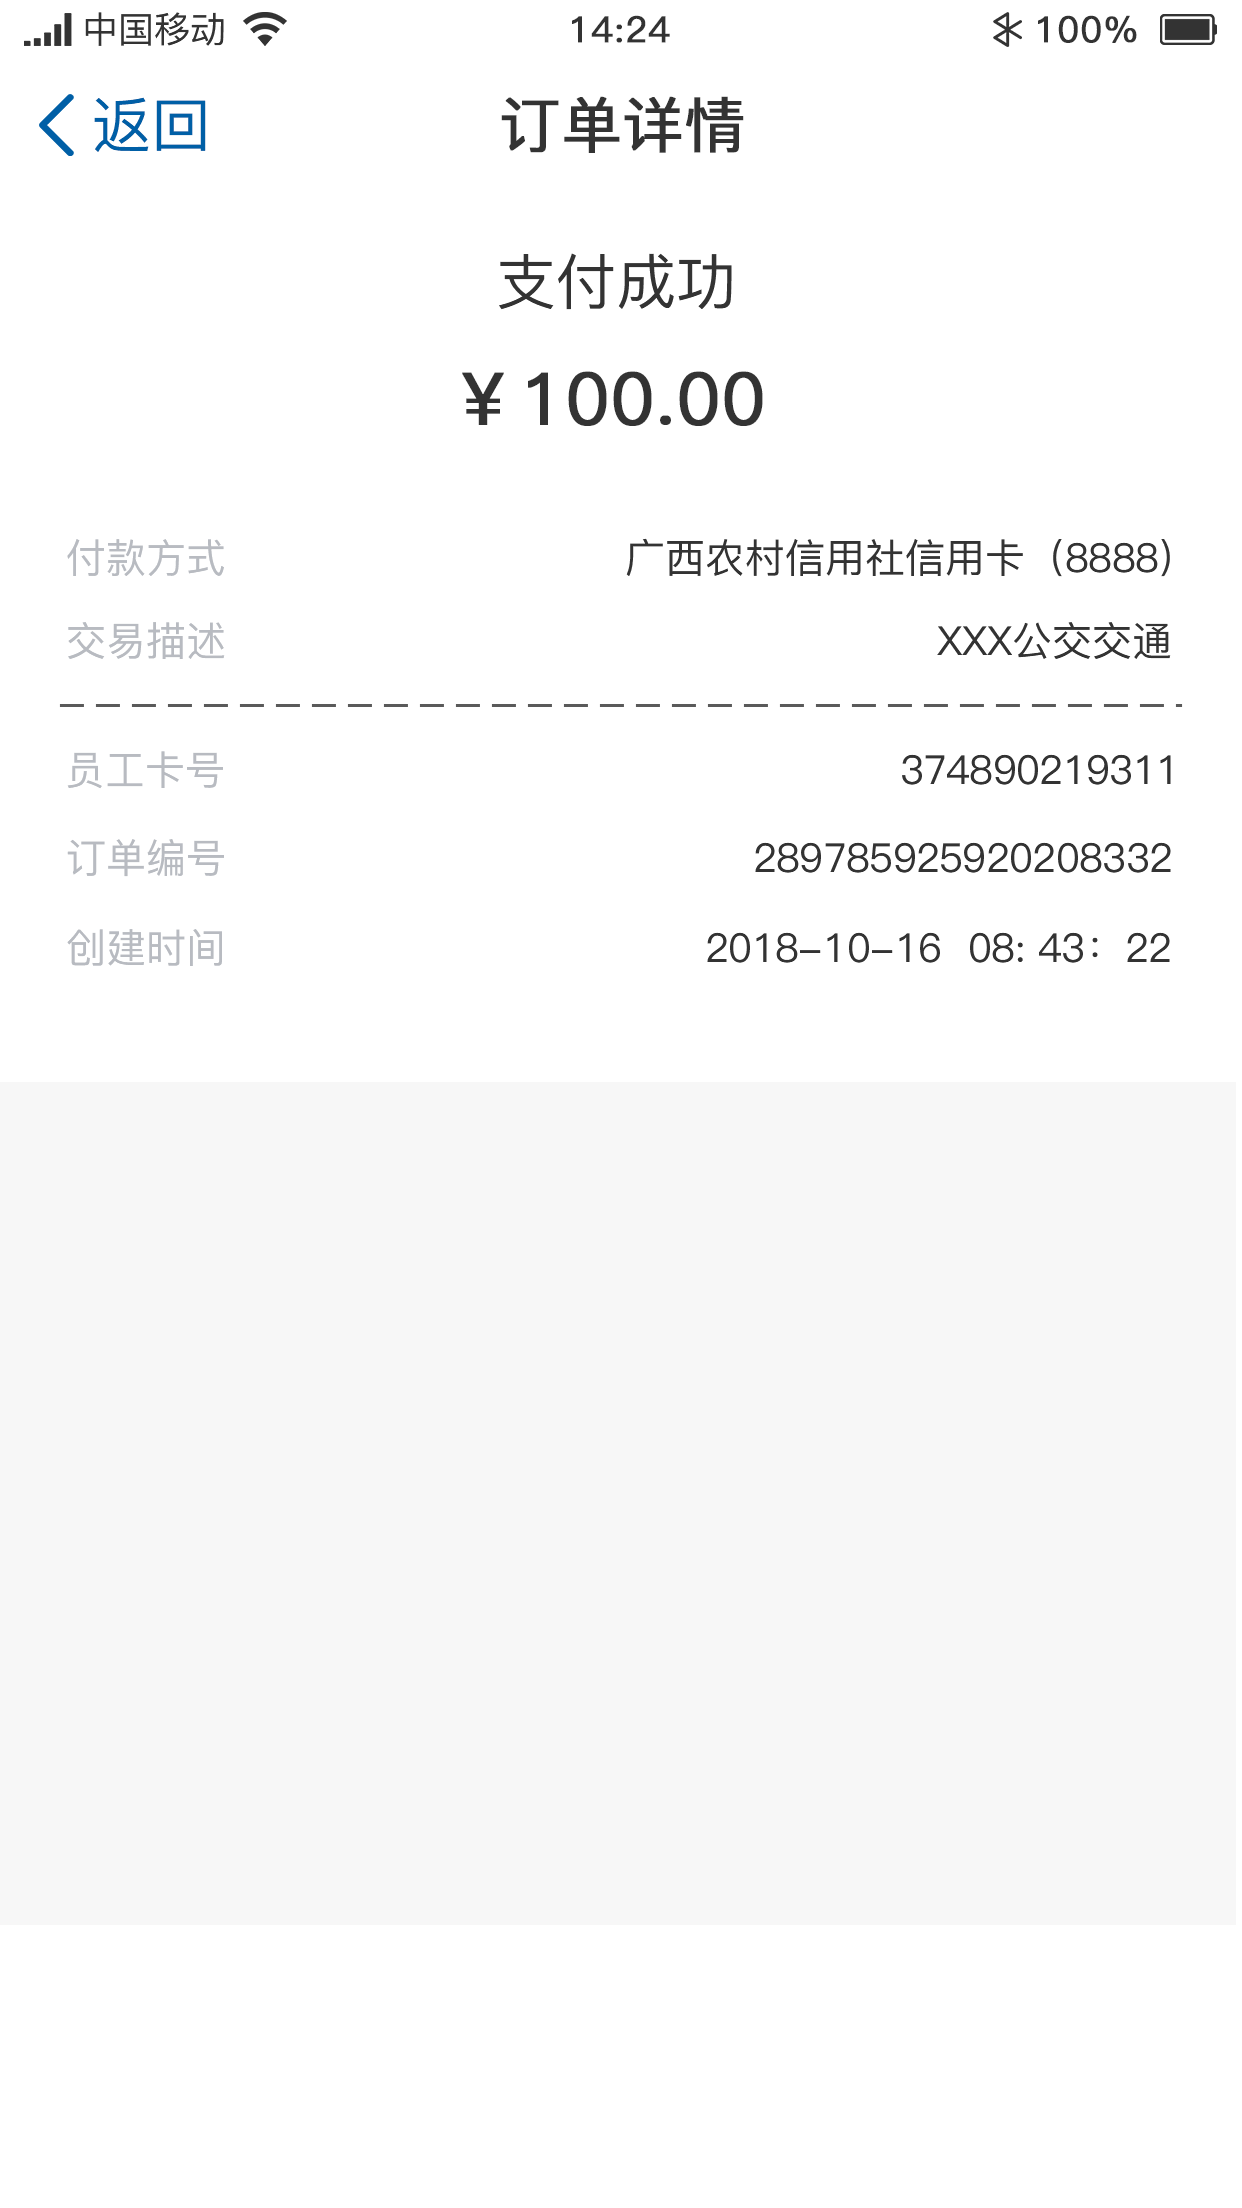 中国移动 14:24 100%
返回 订单详情
支付成功
¥100.00
付款方式 广西农村信用社信用卡（8888）
交易描述 XXX公交交通
员工卡号 374890219311
订单编号 289785925920208332
创建时间 2018-10-16 08: 43：22